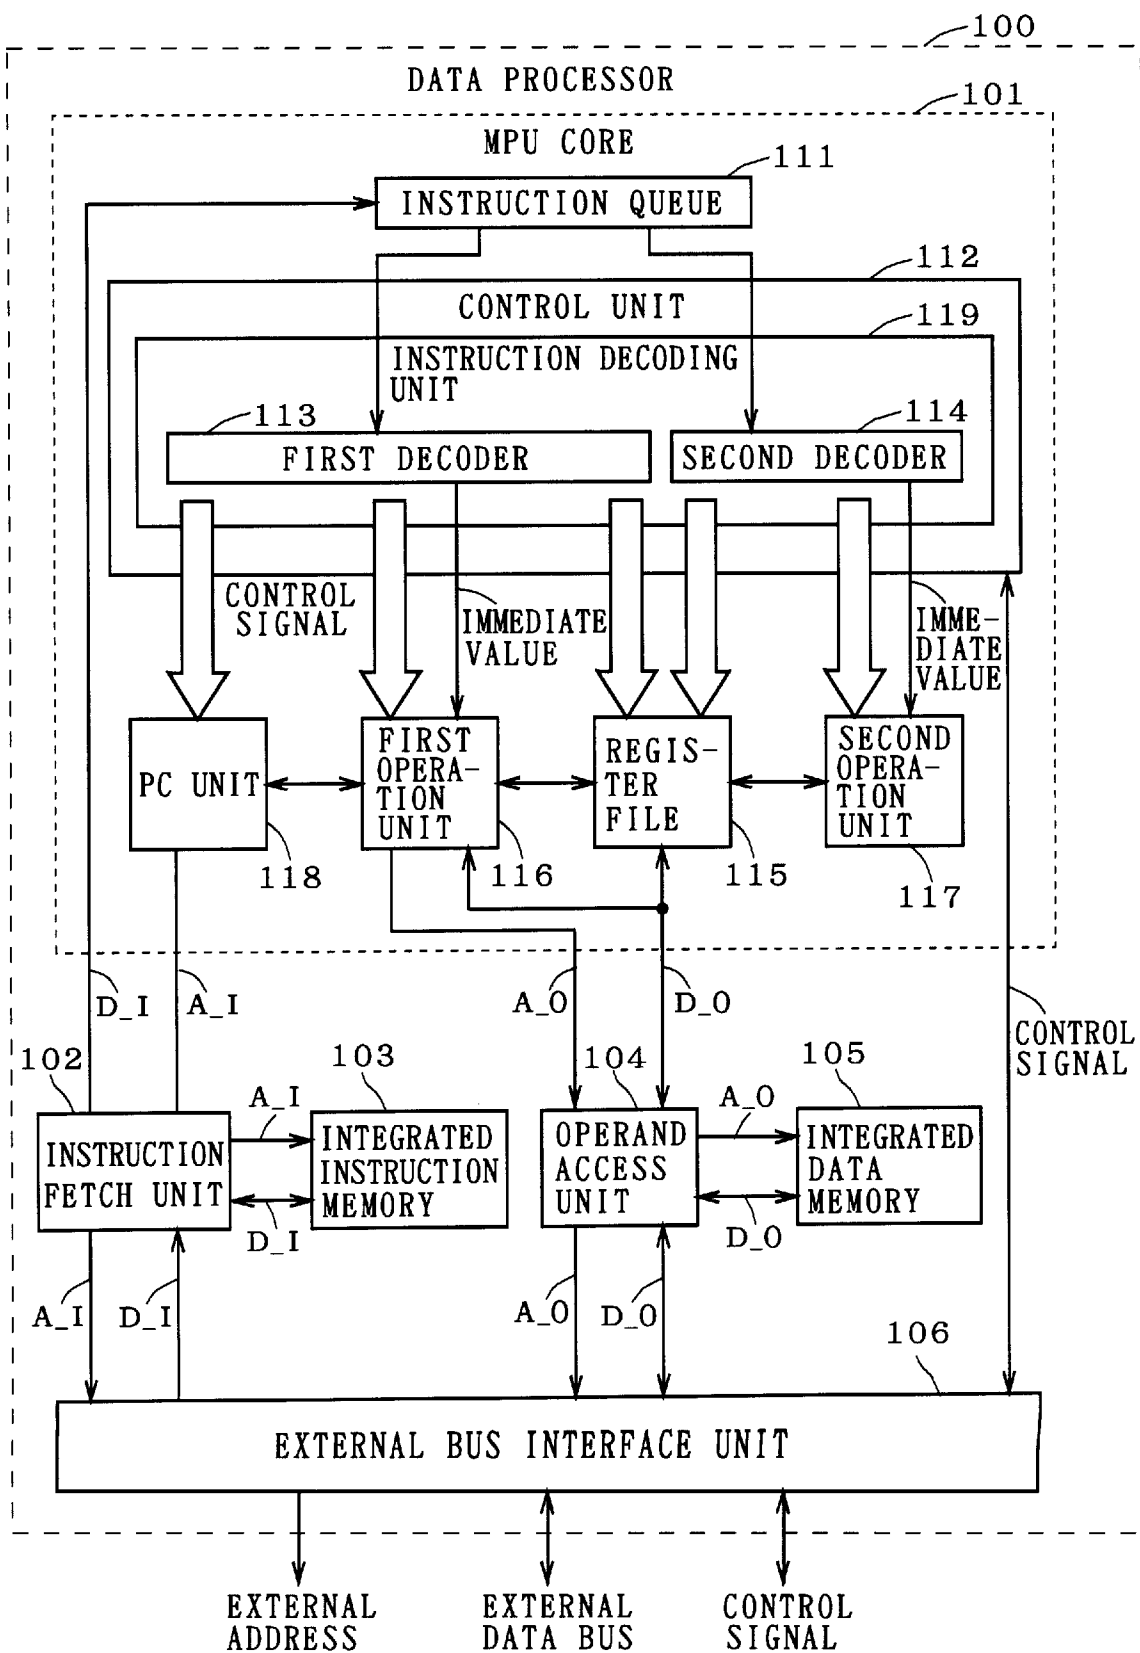 100
DATA PROCESSOR
101
MPU CORE
111
INSTRUCTION QUEUE
112
CONTROL UNIT
119
INSTRUCTION DECODING
UNIT
113
114
FIRST DECODER
SECOND DECODER
CONTROL
SIGNAL
IMMEDIATE
VALUE
IMME-
DIATE
VALUE
PC UNIT
FIRST
OPERA-
TION
UNIT
REGIS-
TER
FILE
SECOND
OPERA-
TION
UNIT
118
116
115
117
D_I
A_I
A_O
D_O
CONTROL
SIGNAL
102
103
104
105
INSTRUCTION
FETCH UNIT
A_I
D_I
INTEGRATED
INSTRUCTION
MEMORY
OPERAND
ACCESS
UNIT
A_O
D_O
INTEGRATED
DATA
MEMORY
A_I
D_I
A_O
D_O
106
EXTERNAL BUS INTERFACE UNIT
EXTERNAL
ADDRESS
EXTERNAL
DATA BUS
CONTROL
SIGNAL